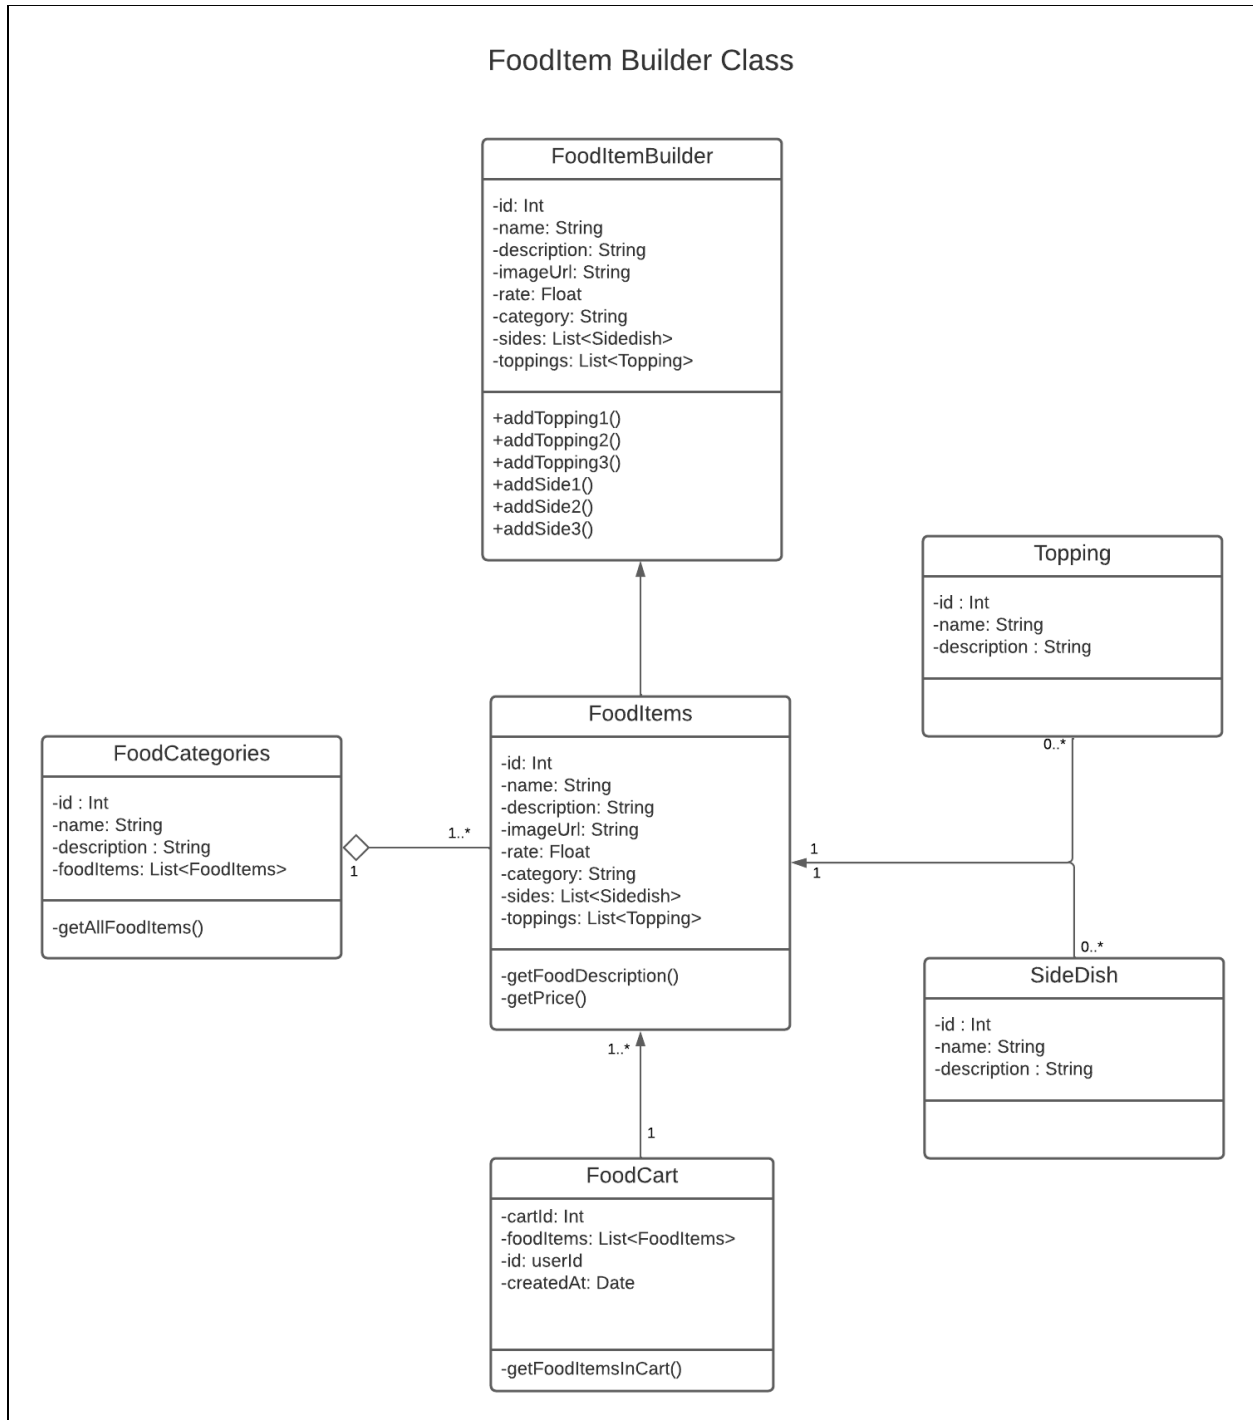 FoodItem Builder Class
FoodItemBuilder
-id: Int
-name: String
-description: String
-imageUrl: String
-rate: Float
-category: String
-sides: List<Sidedish>
-toppings: List<Topping>
+addTopping1()
+addTopping2()
+addTopping3()
+addSide1()
+addSide2()
+addSide3()
Topping
-id : Int
-name: String
-description : String
0..*
FoodCategories
-id : Int
-name: String
-description : String
-foodItems: List<FoodItems>
-getAllFoodItems()
1..*
1
FoodItems
-id: Int
-name: String
-description: String
-imageUrl: String
-rate: Float
-category: String
-sides: List<Sidedish>
-toppings: List<Topping>
-getFoodDescription()
-getPrice()
1
1
0..*
SideDish
-id : Int
-name: String
-description : String
1..*
1
FoodCart
-cartId: Int
-foodItems: List<FoodItems>
-id: userId
-createdAt: Date
-getFoodItemsInCart()